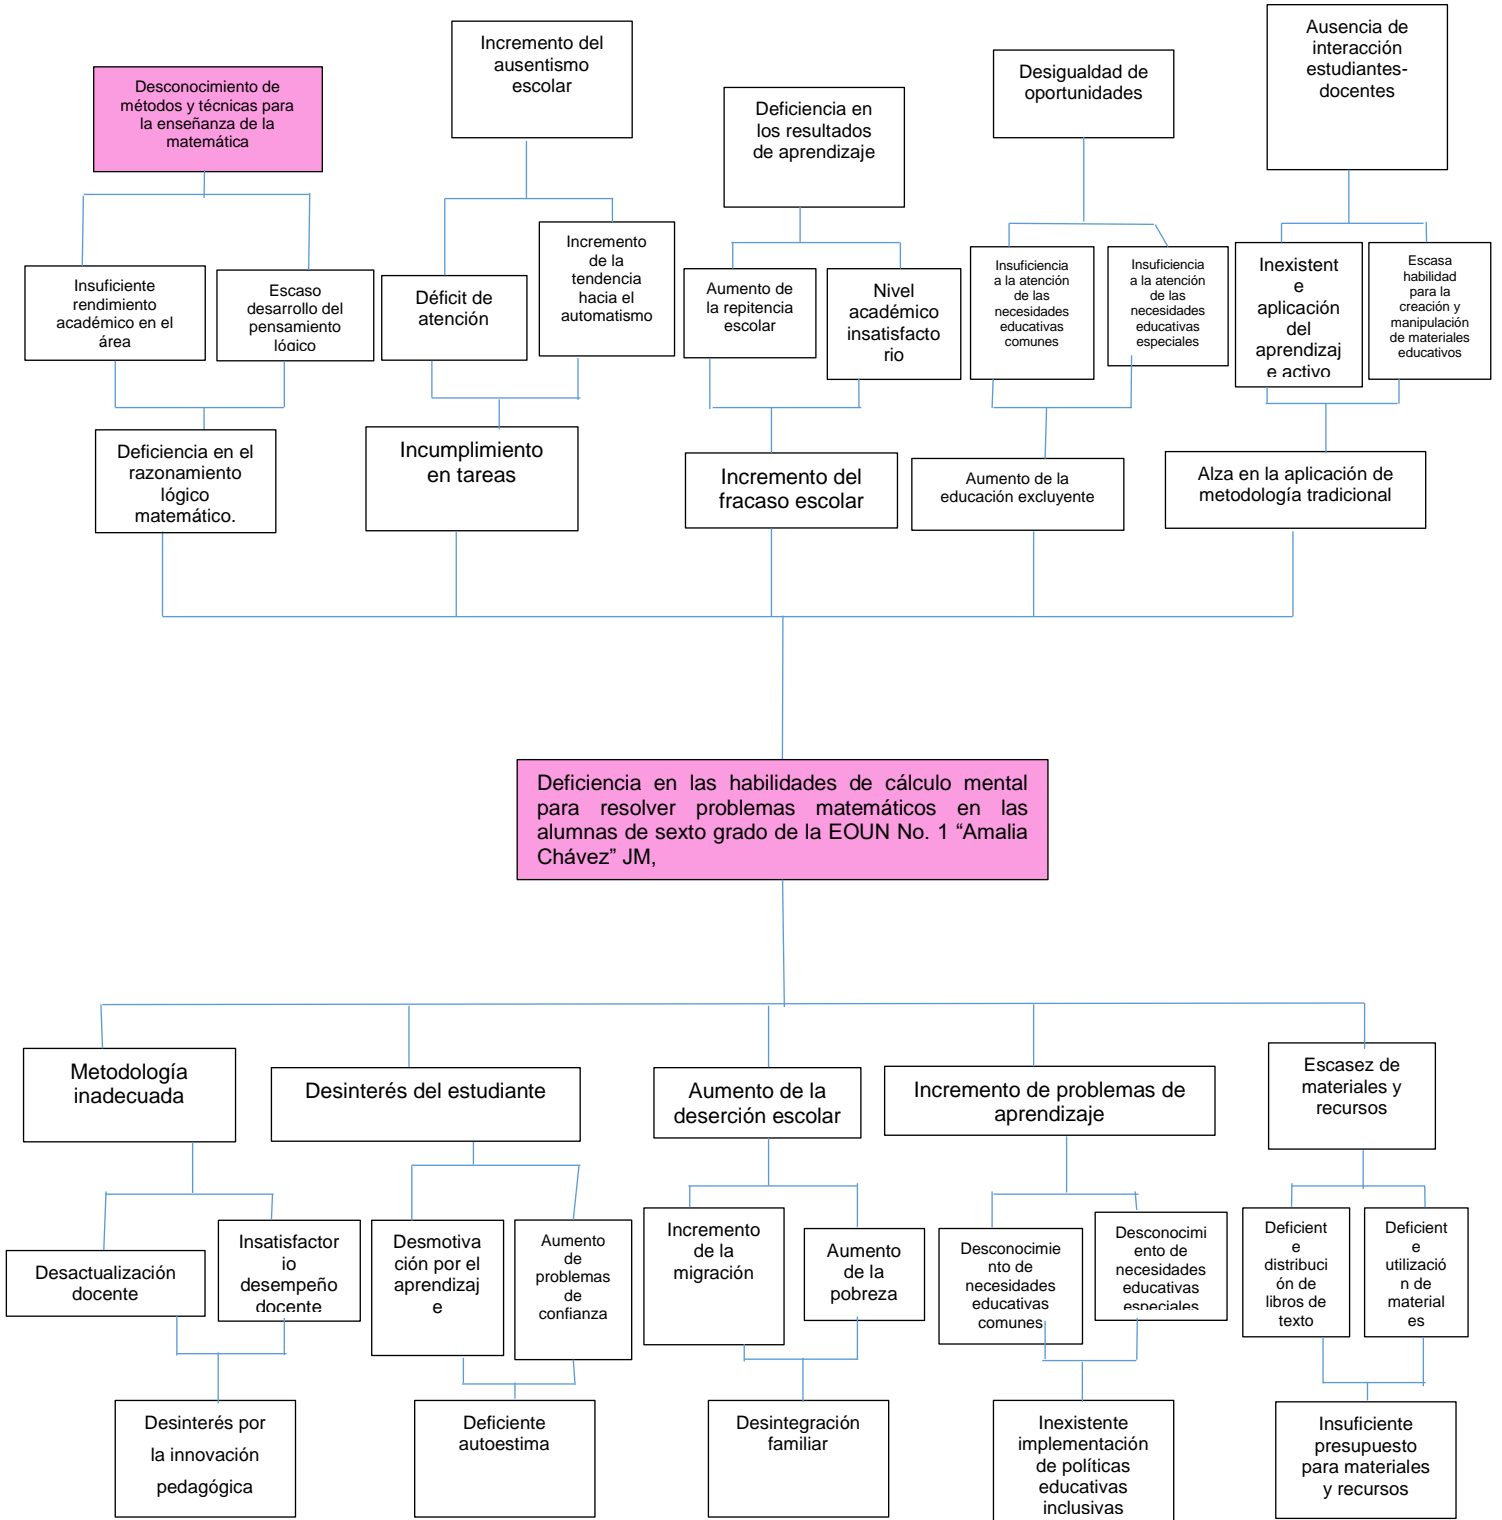 Incremento del
ausentismo
escolar
Ausencia de
interacción
estudiantes-
docentes
Desconocimiento de
métodos y técnicas para
la enseñanza de la
matemática
Deficiencia en
los resultados
de aprendizaje
Desigualdad de
oportunidades
Insuficiente
rendimiento
académico en el
área
Escaso
desarrollo del
pensamiento
lógico
Déficit de
atención
Incremento
de la
tendencia
hacia el
automatismo
Aumento de
la repitencia
escolar
Nivel
académico
insatisfacto
rio
Insuficiencia
a la atención
de las
necesidades
educativas
comunes
Insuficiencia
a la atención
de las
necesidades
educativas
especiales
Inexistent
e
aplicación
del
aprendizaj
e activo
Escasa
habilidad
para la
creación y
manipulación
de materiales
educativos
Deficiencia en el
razonamiento
lógico
matemático.
Incumplimiento
en tareas
Incremento del
fracaso escolar
Aumento de la
educación excluyente
Alza en la aplicación de
metodología tradicional
Deficiencia en las habilidades de cálculo mental
para resolver problemas matemáticos en las
alumnas de sexto grado de la EOUN No. 1 “Amalia
Chávez” JM,
Metodología
inadecuada
Desinterés del estudiante
Aumento de la
deserción escolar
Incremento de problemas de
aprendizaje
Escasez de
materiales y
recursos
Desactualización
docente
Insatisfactor
io
desempeño
docente
Desmotiva
ción por el
aprendizaj
e
Aumento
de
problemas
de
confianza
Incremento
de la
migración
Aumento
de la
pobreza
Desconocimie
nto de
necesidades
educativas
comunes
Desconocimi
ento de
necesidades
educativas
especiales
Deficient
e
distribuci
ón de
libros de
texto
Deficient
e
utilizació
n de
material
es
Desinterés por
la innovación
pedagógica
Deficiente
autoestima
Desintegración
familiar
Inexistente
implementación
de políticas
educativas
inclusivas
Insuficiente
presupuesto
para materiales
y recursos